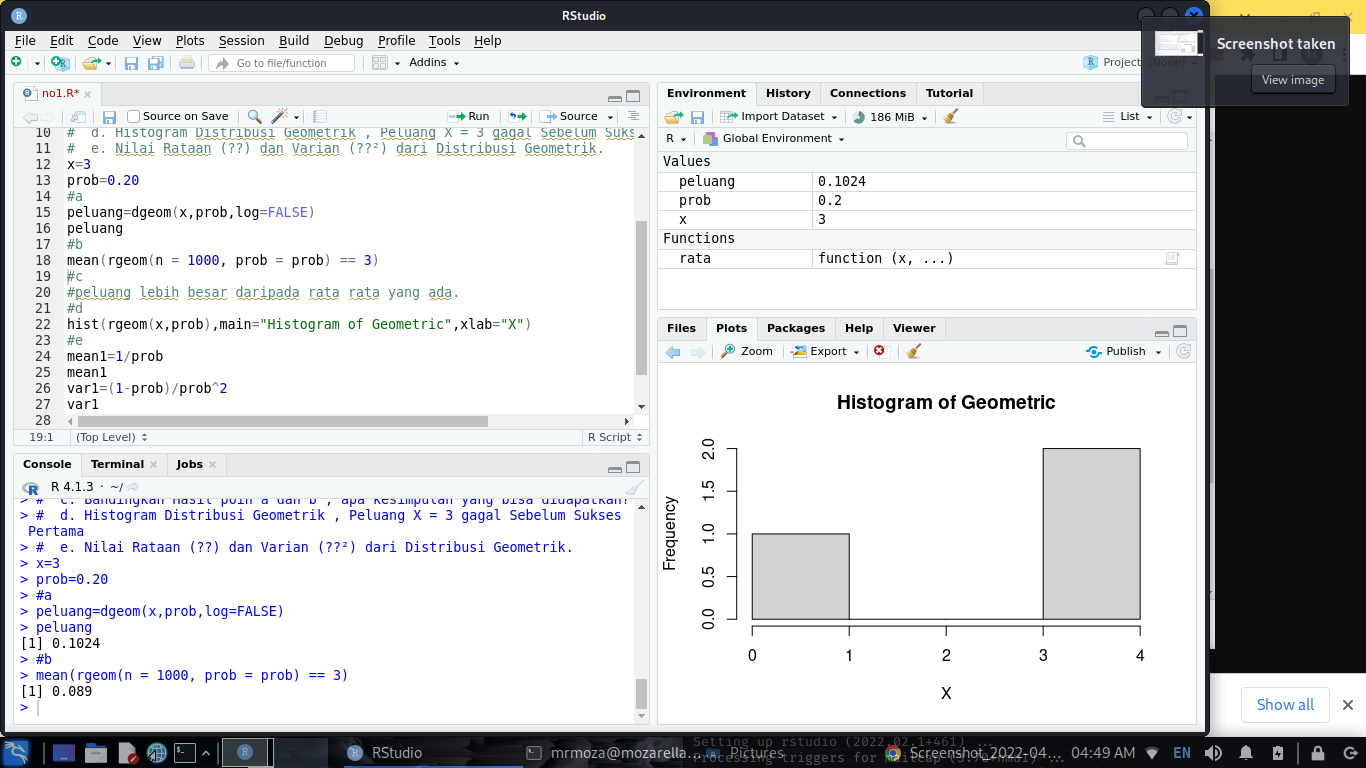 RStudio
File Edit Code View Plots Session Build Debug Profile Tools Help
Go to file/function Addins Project: (None)
Screenshot taken
View image
no1.R*
Source on Save Run Source
10 # d. Histogram Distribusi Geometrik , Peluang X = 3 gagal Sebelum Sukses
11 # e. Nilai Rataan (??) dan Varian (??²) dari Distribusi Geometrik.
12 x=3
13 prob=0.20
14 #a
15 peluang=dgeom(x,prob,log=FALSE)
16 peluang
17 #b
18 mean(rgeom(n = 1000, prob = prob) == 3)
19 #c
20 #peluang lebih besar daripada rata rata yang ada.
21 #d
22 hist(rgeom(x,prob),main="Histogram of Geometric",xlab="X")
23 #e
24 mean1=1/prob
25 mean1
26 var1=(1-prob)/prob^2
27 var1
28
19:1 (Top Level) R Script
Console Terminal Jobs
R 4.1.3 · ~/
> # c. Bandingkan Hasil poin a dan b , apa kesimpulan yang bisa didapatkan?
> # d. Histogram Distribusi Geometrik , Peluang X = 3 gagal Sebelum Sukses
Pertama
> # e. Nilai Rataan (??) dan Varian (??²) dari Distribusi Geometrik.
> x=3
> prob=0.20
> #a
> peluang=dgeom(x,prob,log=FALSE)
> peluang
[1] 0.1024
> #b
> mean(rgeom(n = 1000, prob = prob) == 3)
[1] 0.089
>
Environment History Connections Tutorial
Import Dataset 186 MiB List
R Global Environment
Values
peluang 0.1024
prob 0.2
x 3
Functions
rata function (x, ...)
Files Plots Packages Help Viewer
Zoom Export Publish
Histogram of Geometric
Frequency
2.0
1.5
1.0
0.5
0.0
0 1 2 3 4
X
Show all
Setting up rstudio (2022.02.1+461) ...
RStudio mrmoza@mozarella... Pictures Screenshot_2022-04... 04:49 AM EN